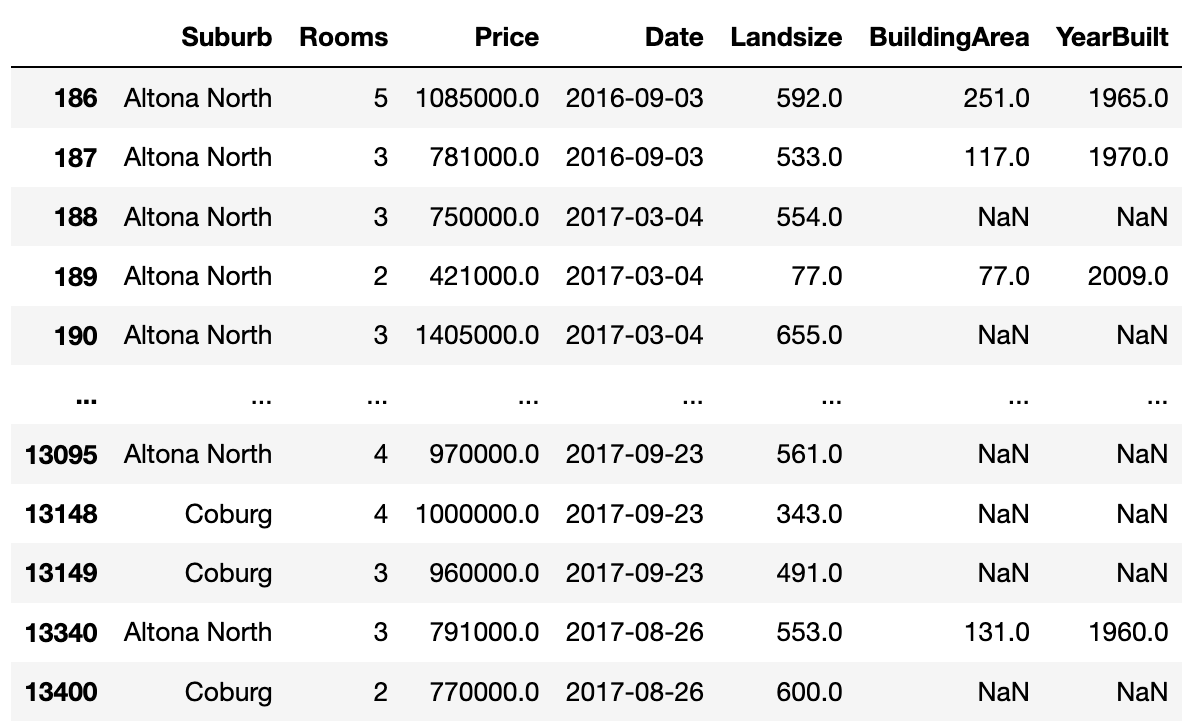 Suburb Rooms Price Date Landsize BuildingArea YearBuilt
186 Altona North 5 1085000.0 2016-09-03 592.0 251.0 1965.0
187 Altona North 3 781000.0 2016-09-03 533.0 117.0 1970.0
188 Altona North 3 750000.0 2017-03-04 554.0 NaN NaN
189 Altona North 2 421000.0 2017-03-04 77.0 77.0 2009.0
190 Altona North 3 1405000.0 2017-03-04 655.0 NaN NaN
... ... ... ... ... ... ... ...
13095 Altona North 4 970000.0 2017-09-23 561.0 NaN NaN
13148 Coburg 4 1000000.0 2017-09-23 343.0 NaN NaN
13149 Coburg 3 960000.0 2017-09-23 491.0 NaN NaN
13340 Altona North 3 791000.0 2017-08-26 553.0 131.0 1960.0
13400 Coburg 2 770000.0 2017-08-26 600.0 NaN NaN